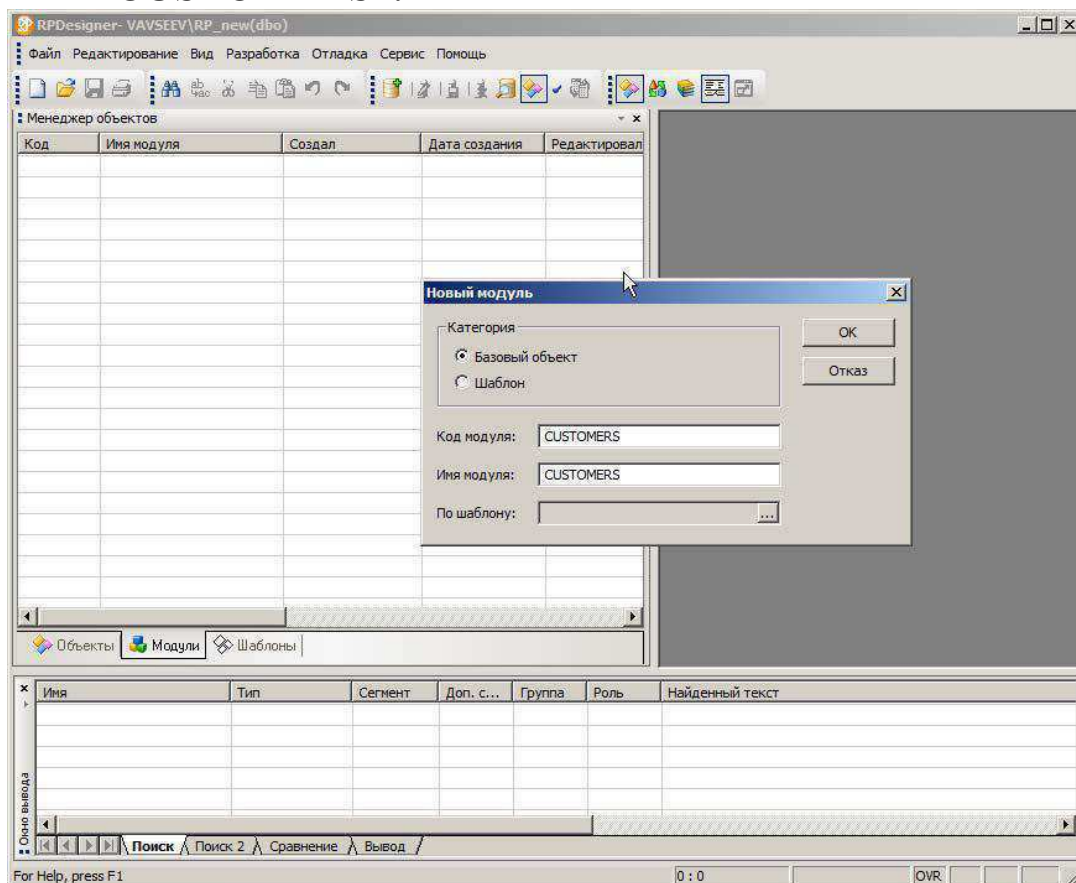 RPDesigner- VAVSEEV\RP_new(dbo)
Файл Редактирование Вид Разработка Отладка Сервис Помощь
Менеджер объектов
Код Имя модуля Создал Дата создания Редактировал
Новый модуль
Категория
Базовый объект
Шаблон
OK
Отказ
Код модуля: CUSTOMERS
Имя модуля: CUSTOMERS
По шаблону: ...
Объекты Модули Шаблоны
Имя Тип Сегмент Доп. с... Группа Роль Найденный текст
Окно вывода
Поиск Поиск 2 Сравнение Вывод
For Help, press F1 0 : 0 OVR